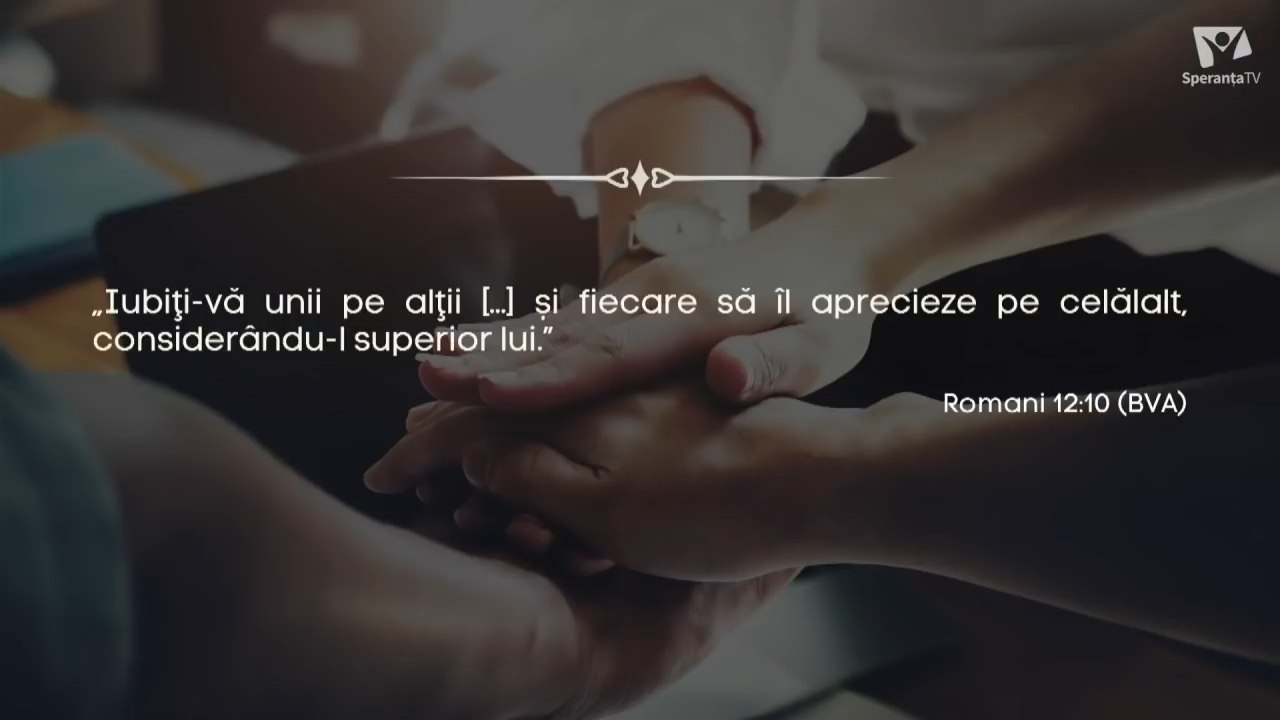 SperanțaTV
„Iubiţi-vă unii pe alţii [...] și fiecare să îl aprecieze pe celălalt,
considerându-l superior lui.”
Romani 12:10 (BVA)